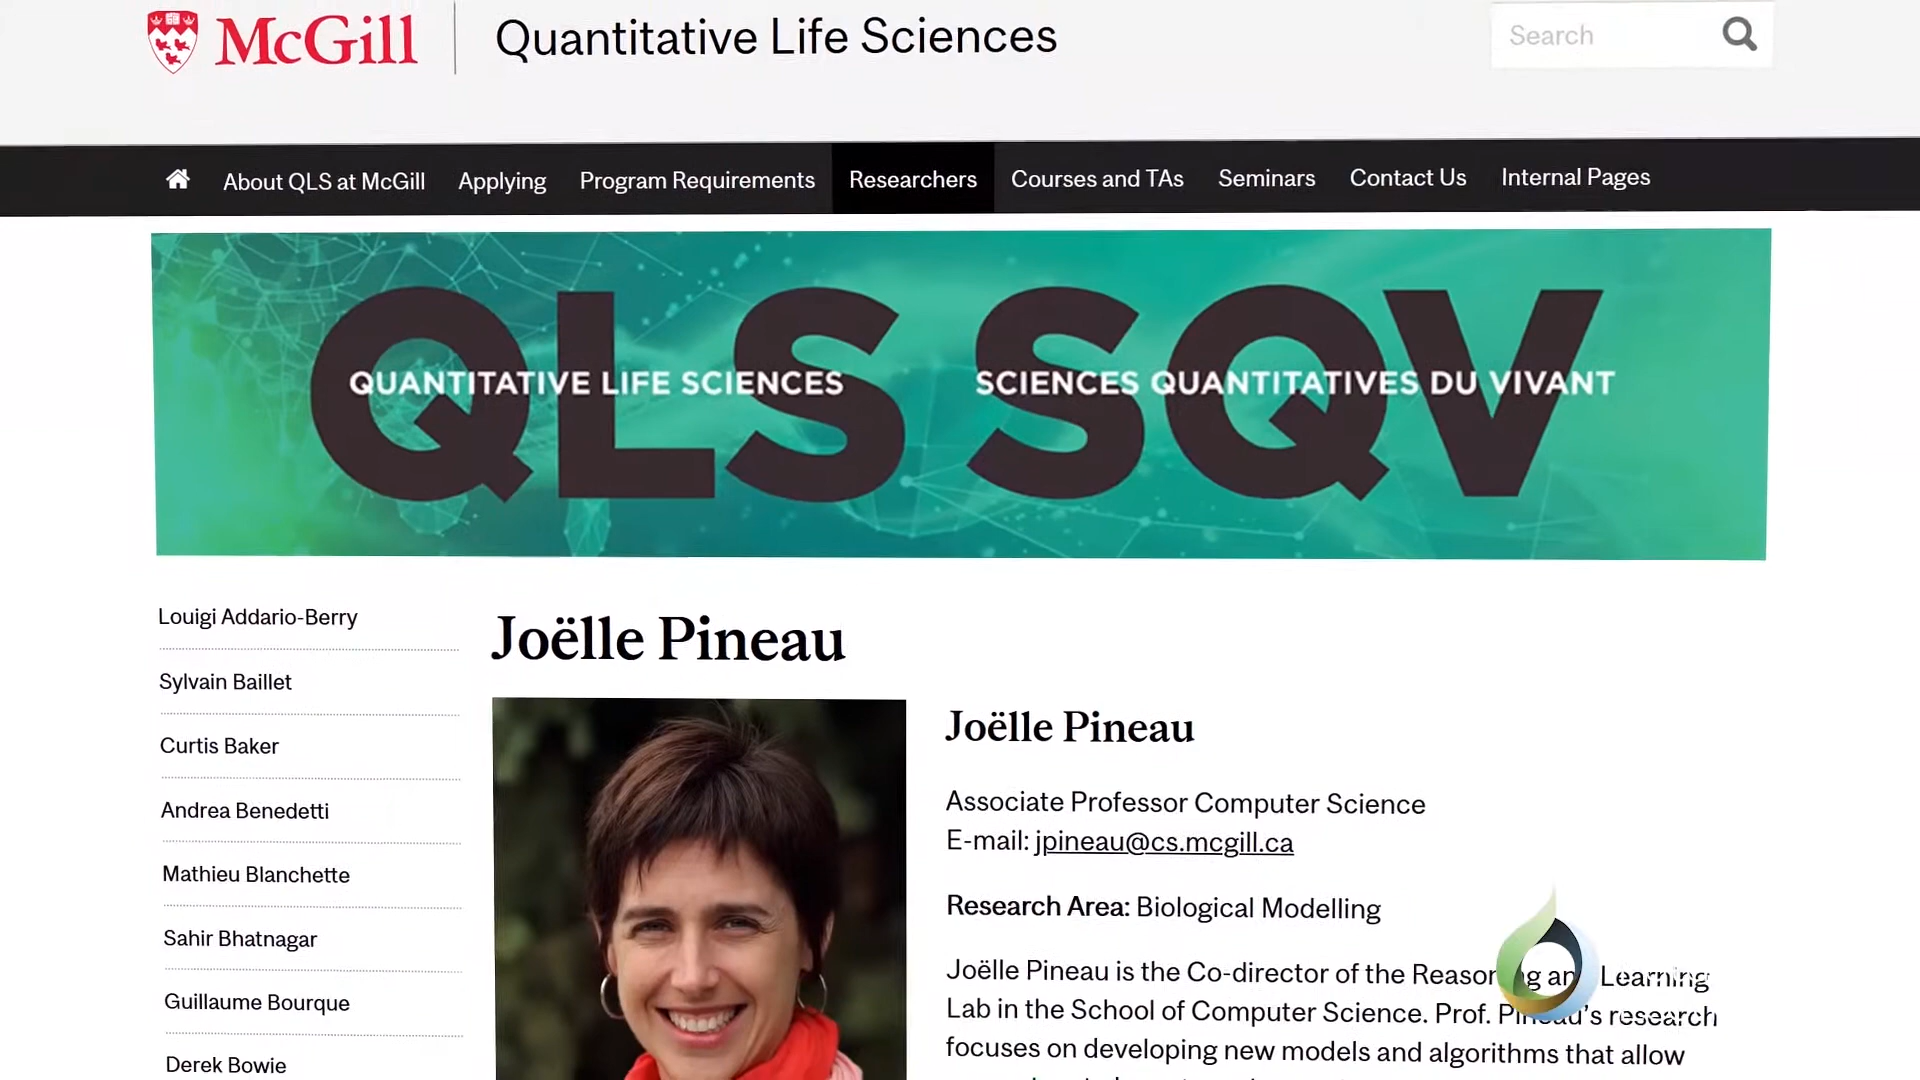 McGill
Quantitative Life Sciences
Search
About QLS at McGill
Applying
Program Requirements
Researchers
Courses and TAs
Seminars
Contact Us
Internal Pages
QLS SQV
QUANTITATIVE LIFE SCIENCES
SCIENCES QUANTITATIVES DU VIVANT
Louigi Addario-Berry
Sylvain Baillet
Curtis Baker
Andrea Benedetti
Mathieu Blanchette
Sahir Bhatnagar
Guillaume Bourque
Derek Bowie
Joëlle Pineau
Joëlle Pineau
Associate Professor Computer Science
E-mail: jpineau@cs.mcgill.ca
Research Area: Biological Modelling
Joëlle Pineau is the Co-director of the Reasoning and Learning
Lab in the School of Computer Science. Prof. Pineau's research
focuses on developing new models and algorithms that allow